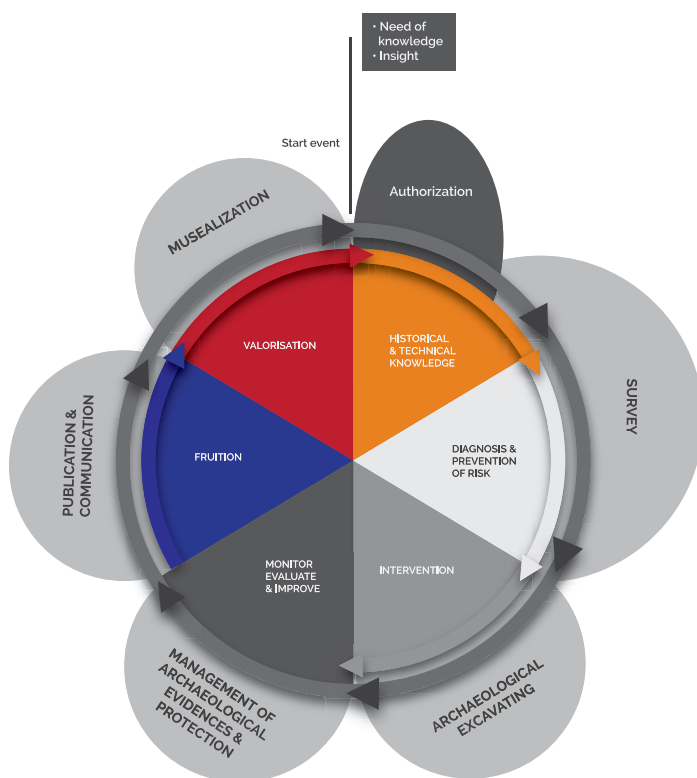 • Need of
knowledge
• Insight
Start event
Authorization
MUSEALIZATION
SURVEY
PUBLICATION &
COMMUNICATION
VALORISATION
HISTORICAL
& TECHNICAL
KNOWLEDGE
FRUITION
DIAGNOSIS &
PREVENTION
OF RISK
MONITOR
EVALUATE
& IMPROVE
INTERVENTION
MANAGEMENT OF
ARCHAEOLOGICAL
EVIDENCES &
PROTECTION
ARCHAEOLOGICAL
EXCAVATING